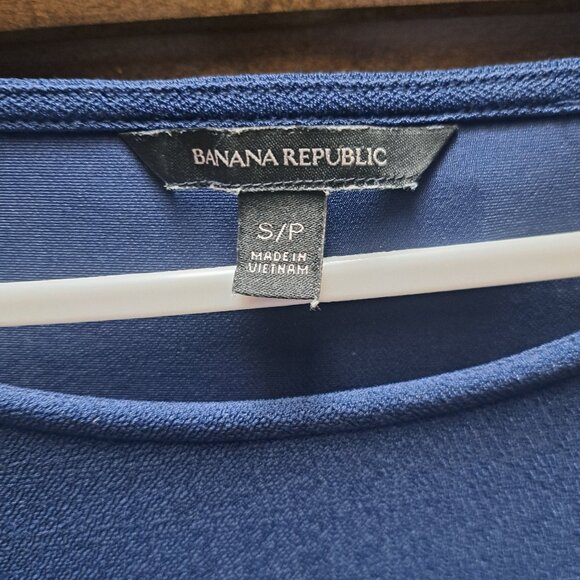 BANANA REPUBLIC
S/P
MADE IN
VIETNAM